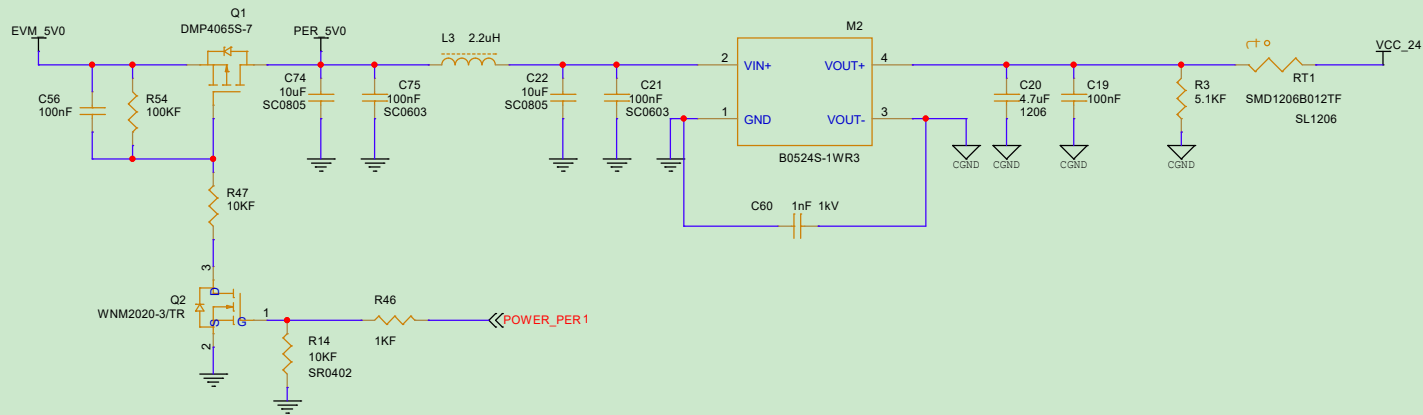 Q1
DMP4065S-7
EVM_5V0
PER_5V0
L3 2.2uH
M2
VCC_24
C56
100nF
R54
100KF
C74
10uF
SC0805
C75
100nF
SC0603
C22
10uF
SC0805
C21
100nF
SC0603
2
VIN+
VOUT+
4
1
GND
VOUT-
3
B0524S-1WR3
C20
4.7uF
1206
C19
100nF
R3
5.1KF
RT1
SMD1206B012TF
SL1206
CGND
CGND
CGND
CGND
R47
10KF
C60 1nF 1kV
3
D
Q2
WNM2020-3/TR
S
G
1
2
R46
1KF
POWER_PER1
R14
10KF
SR0402